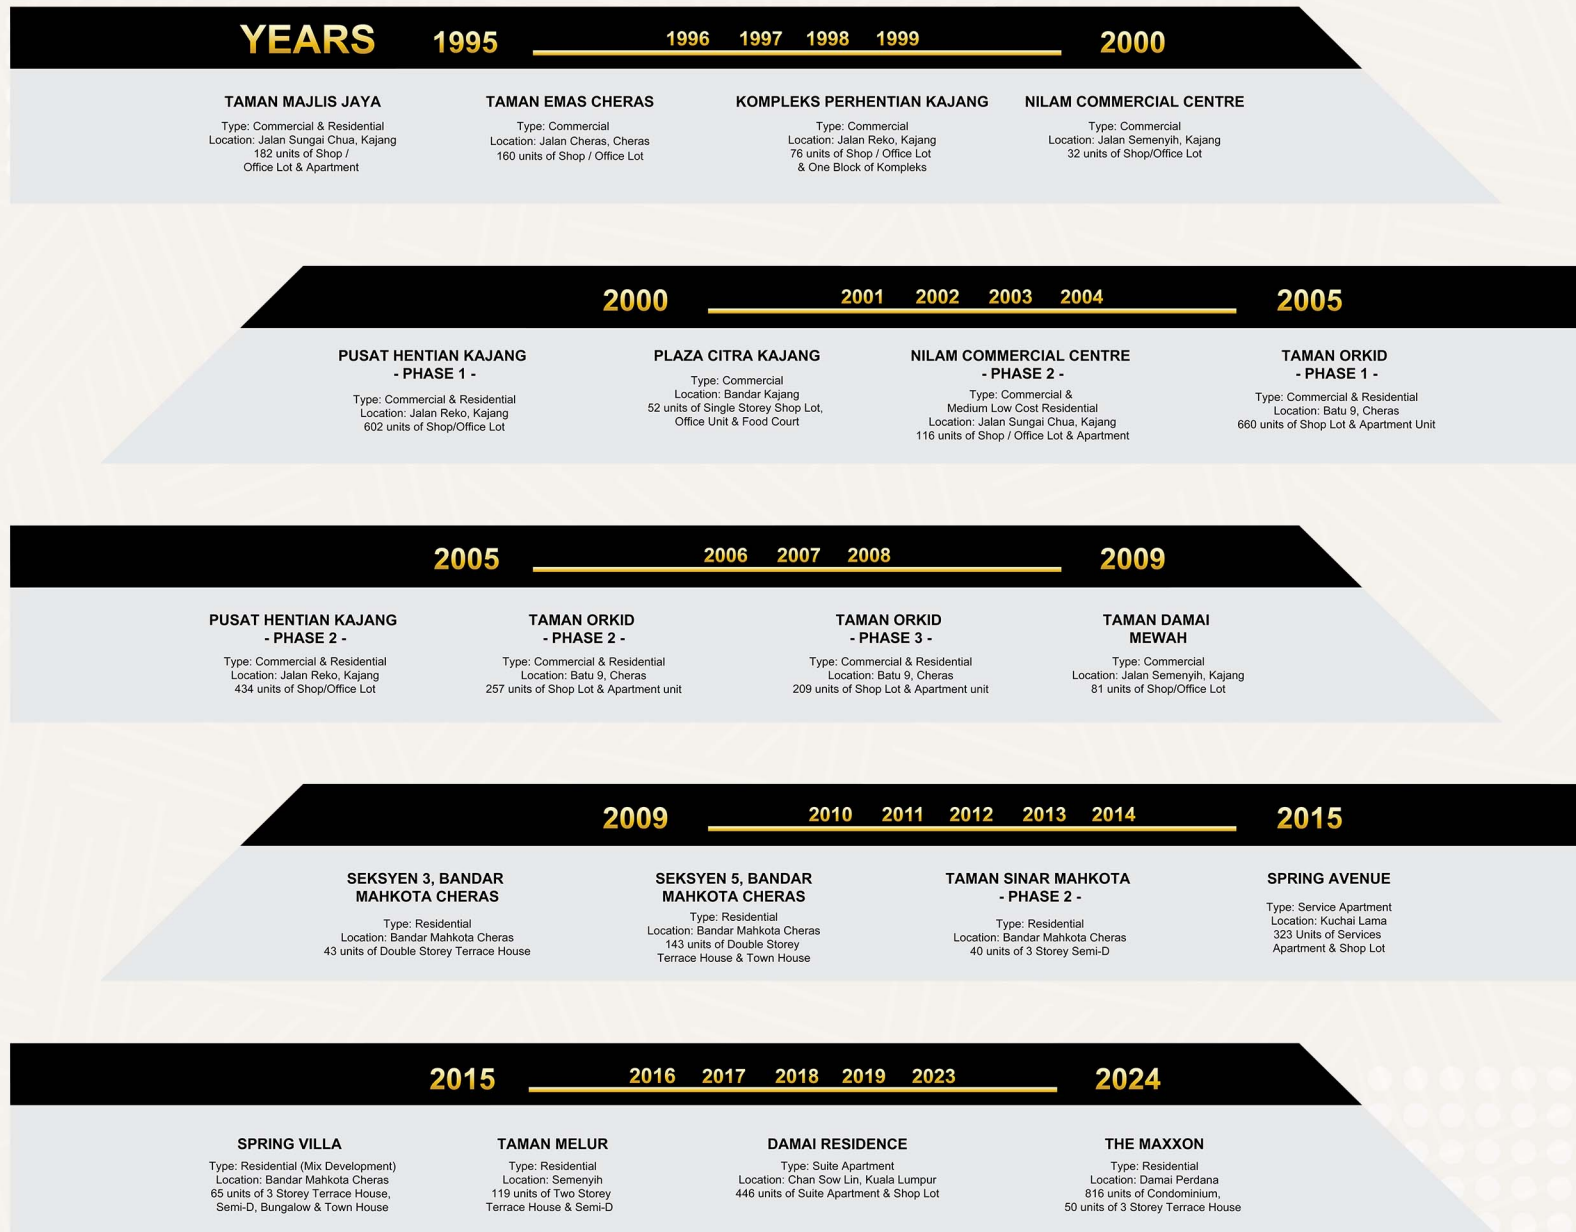 YEARS 1995 1996 1997 1998 1999 2000
TAMAN MAJLIS JAYA
Type: Commercial & Residential
Location: Jalan Sungai Chua, Kajang
182 units of Shop /
Office Lot & Apartment
TAMAN EMAS CHERAS
Type: Commercial
Location: Jalan Cheras, Cheras
160 units of Shop / Office Lot
KOMPLEKS PERHENTIAN KAJANG
Type: Commercial
Location: Jalan Reko, Kajang
76 units of Shop / Office Lot
& One Block of Kompleks
NILAM COMMERCIAL CENTRE
Type: Commercial
Location: Jalan Semenyih, Kajang
32 units of Shop/Office Lot
2000 2001 2002 2003 2004 2005
PUSAT HENTIAN KAJANG
- PHASE 1 -
Type: Commercial & Residential
Location: Jalan Reko, Kajang
602 units of Shop/Office Lot
PLAZA CITRA KAJANG
Type: Commercial
Location: Bandar Kajang
52 units of Single Storey Shop Lot,
Office Unit & Food Court
NILAM COMMERCIAL CENTRE
- PHASE 2 -
Type: Commercial &
Medium Low Cost Residential
Location: Jalan Sungai Chua, Kajang
116 units of Shop / Office Lot & Apartment
TAMAN ORKID
- PHASE 1 -
Type: Commercial & Residential
Location: Batu 9, Cheras
660 units of Shop Lot & Apartment Unit
2005 2006 2007 2008 2009
PUSAT HENTIAN KAJANG
- PHASE 2 -
Type: Commercial & Residential
Location: Jalan Reko, Kajang
434 units of Shop/Office Lot
TAMAN ORKID
- PHASE 2 -
Type: Commercial & Residential
Location: Batu 9, Cheras
257 units of Shop Lot & Apartment unit
TAMAN ORKID
- PHASE 3 -
Type: Commercial & Residential
Location: Batu 9, Cheras
209 units of Shop Lot & Apartment unit
TAMAN DAMAI
MEWAH
Type: Commercial
Location: Jalan Semenyih, Kajang
81 units of Shop/Office Lot
2009 2010 2011 2012 2013 2014 2015
SEKSYEN 3, BANDAR
MAHKOTA CHERAS
Type: Residential
Location: Bandar Mahkota Cheras
43 units of Double Storey Terrace House
SEKSYEN 5, BANDAR
MAHKOTA CHERAS
Type: Residential
Location: Bandar Mahkota Cheras
143 units of Double Storey
Terrace House & Town House
TAMAN SINAR MAHKOTA
- PHASE 2 -
Type: Residential
Location: Bandar Mahkota Cheras
40 units of 3 Storey Semi-D
SPRING AVENUE
Type: Service Apartment
Location: Kuchai Lama
323 Units of Services
Apartment & Shop Lot
2015 2016 2017 2018 2019 2023 2024
SPRING VILLA
Type: Residential (Mix Development)
Location: Bandar Mahkota Cheras
65 units of 3 Storey Terrace House,
Semi-D, Bungalow & Town House
TAMAN MELUR
Type: Residential
Location: Semenyih
119 units of Two Storey
Terrace House & Semi-D
DAMAI RESIDENCE
Type: Suite Apartment
Location: Chan Sow Lin, Kuala Lumpur
446 units of Suite Apartment & Shop Lot
THE MAXXON
Type: Residential
Location: Damai Perdana
816 units of Condominium,
50 units of 3 Storey Terrace House